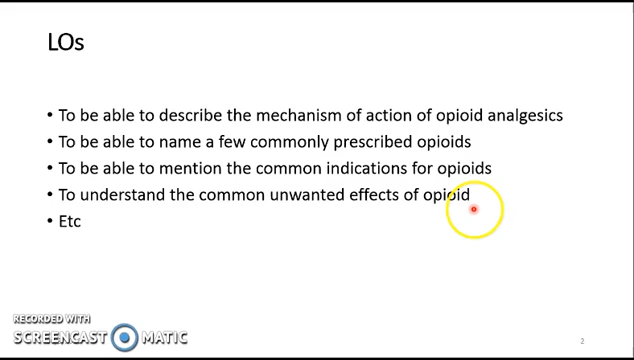 LOs
• To be able to describe the mechanism of action of opioid analgesics
• To be able to name a few commonly prescribed opioids
• To be able to mention the common indications for opioids
• To understand the common unwanted effects of opioid
• Etc
RECORDED WITH
SCREENCAST MATIC
2